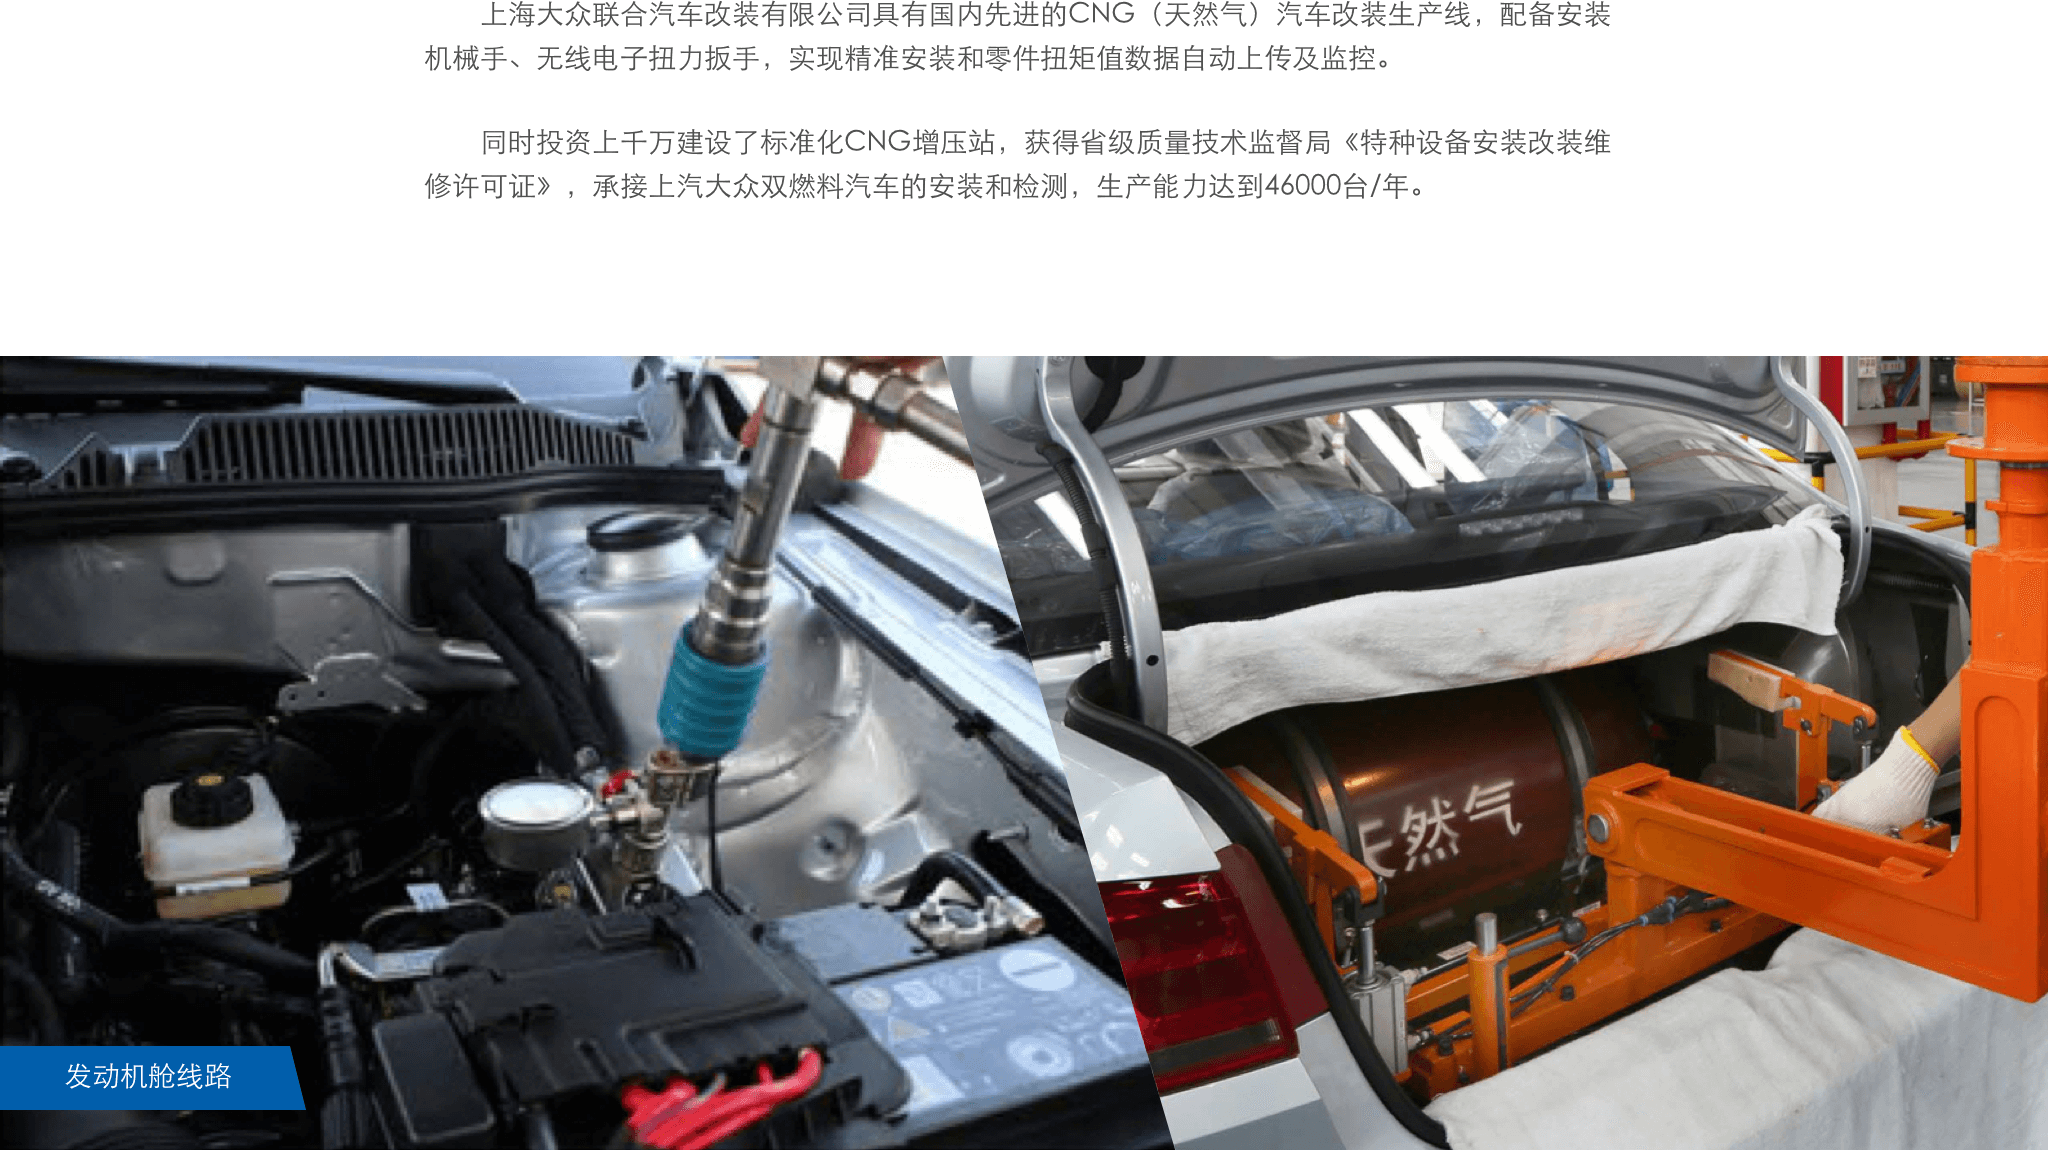 上海大众联合汽车改装有限公司具有国内先进的CNG（天然气）汽车改装生产线，配备安装
机械手、无线电子扭力扳手，实现精准安装和零件扭矩值数据自动上传及监控。
同时投资上千万建设了标准化CNG增压站，获得省级质量技术监督局《特种设备安装改装维
修许可证》，承接上汽大众双燃料汽车的安装和检测，生产能力达到46000台/年。
天然气
发动机舱线路